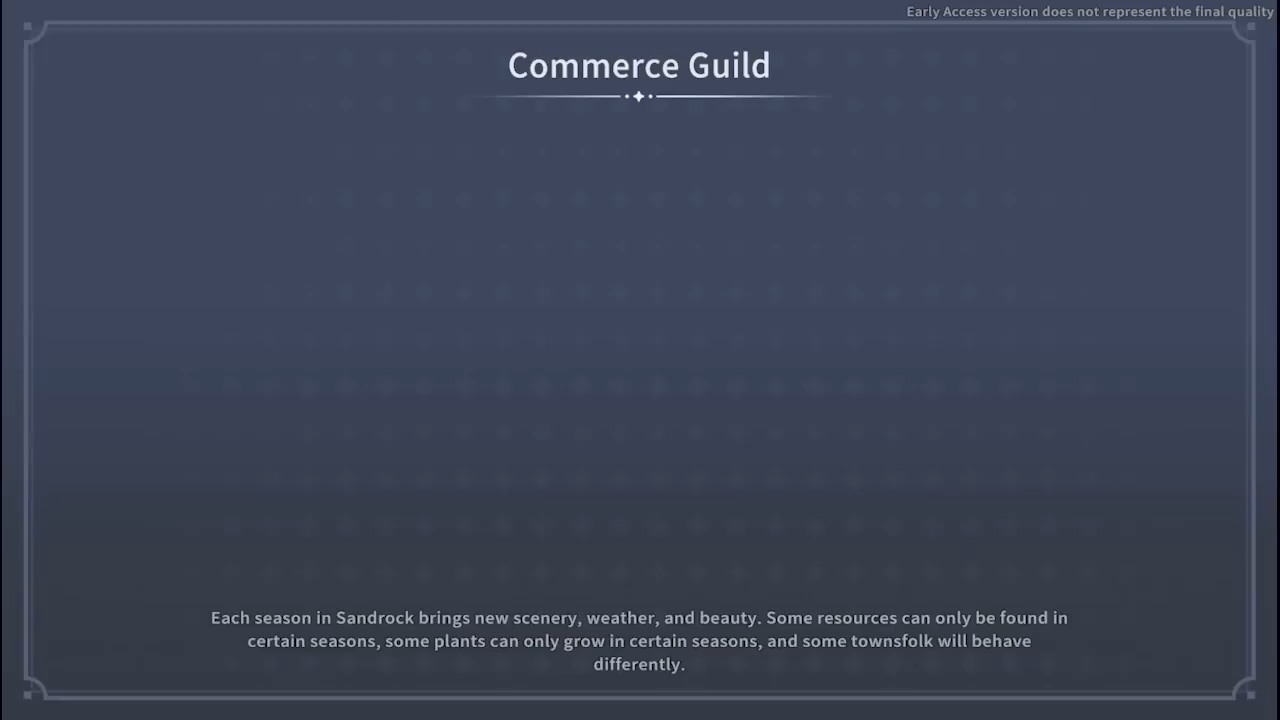 Early Access version does not represent the final quality
Commerce Guild
Each season in Sandrock brings new scenery, weather, and beauty. Some resources can only be found in
certain seasons, some plants can only grow in certain seasons, and some townsfolk will behave
differently.